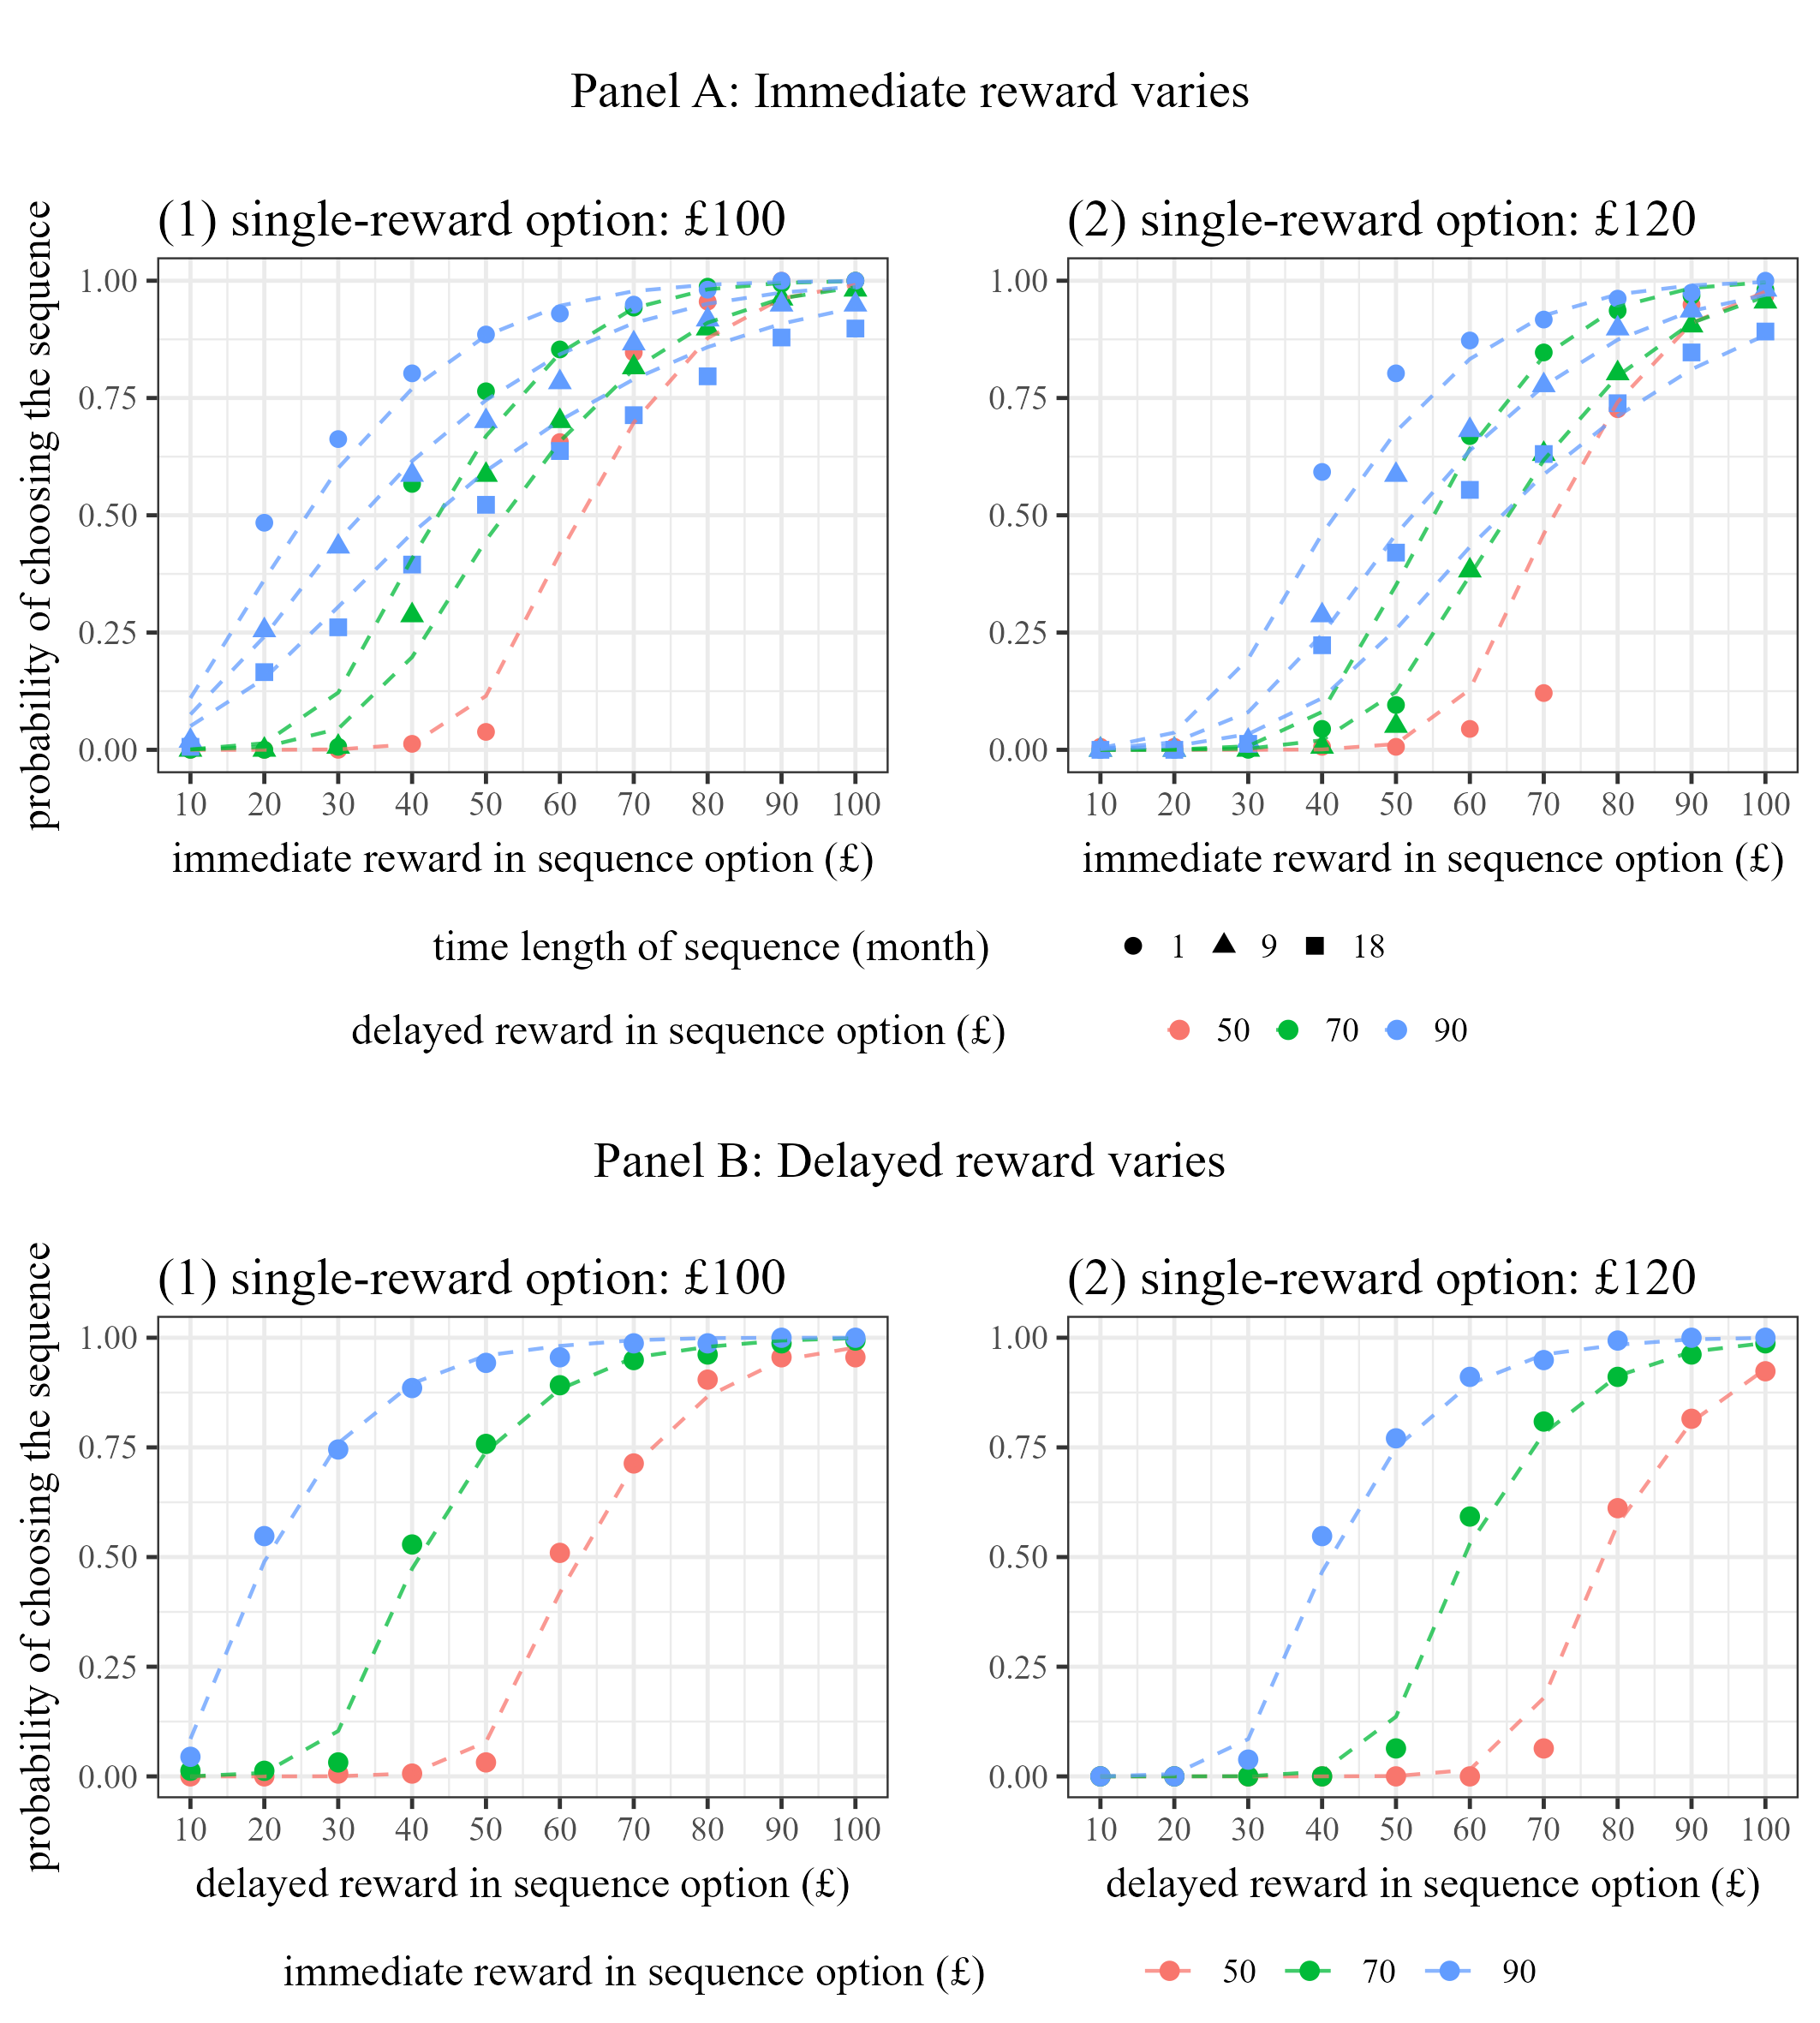 Panel A: Immediate reward varies
(1) single-reward option: £100
(2) single-reward option: £120
probability of choosing the sequence
1.00
0.75
0.50
0.25
0.00
10 20 30 40 50 60 70 80 90 100
immediate reward in sequence option (£)
1.00
0.75
0.50
0.25
0.00
10 20 30 40 50 60 70 80 90 100
immediate reward in sequence option (£)
time length of sequence (month) 1 9 18
delayed reward in sequence option (£) 50 70 90
Panel B: Delayed reward varies
(1) single-reward option: £100
(2) single-reward option: £120
probability of choosing the sequence
1.00
0.75
0.50
0.25
0.00
10 20 30 40 50 60 70 80 90 100
delayed reward in sequence option (£)
1.00
0.75
0.50
0.25
0.00
10 20 30 40 50 60 70 80 90 100
delayed reward in sequence option (£)
immediate reward in sequence option (£) 50 70 90